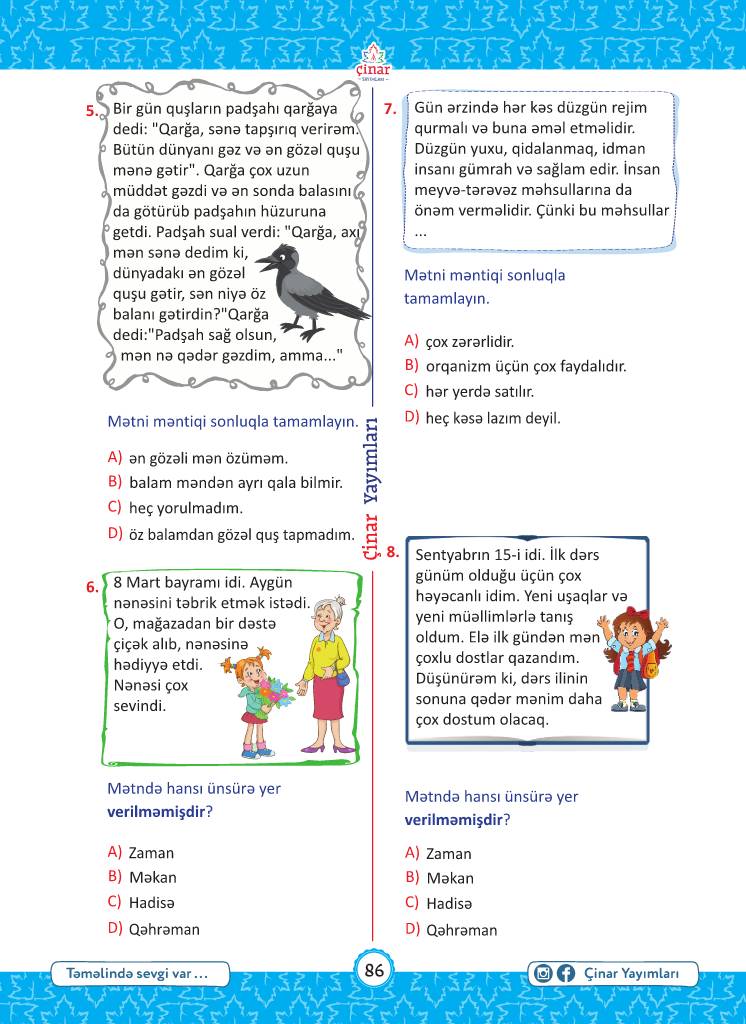 çinar
YAYIMLARI
5.
Bir gün quşların padşahı qarğaya
dedi: "Qarğa, sənə tapşırıq verirəm.
Bütün dünyanı gəz və ən gözəl quşu
mənə gətir". Qarğa çox uzun
müddət gəzdi və ən sonda balasını
da götürüb padşahın hüzuruna
getdi. Padşah sual verdi: "Qarğa, axı
mən sənə dedim ki,
dünyadakı ən gözəl
quşu gətir, sən niyə öz
balanı gətirdin?"Qarğa
dedi:"Padşah sağ olsun,
mən nə qədər gəzdim, amma..."
Mətni məntiqi sonluqla tamamlayın.
A) ən gözəli mən özüməm.
B) balam məndən ayrı qala bilmir.
C) heç yorulmadım.
D) öz balamdan gözəl quş tapmadım.
6.
8 Mart bayramı idi. Aygün
nənəsini təbrik etmək istədi.
O, mağazadan bir dəstə
çiçək alıb, nənəsinə
hədiyyə etdi.
Nənəsi çox
sevindi.
Mətndə hansı ünsürə yer
verilməmişdir?
A) Zaman
B) Məkan
C) Hadisə
D) Qəhrəman
Çinar Yayımları
7.
Gün ərzində hər kəs düzgün rejim
qurmalı və buna əməl etməlidir.
Düzgün yuxu, qidalanmaq, idman
insanı gümrah və sağlam edir. İnsan
meyvə-tərəvəz məhsullarına da
önəm verməlidir. Çünki bu məhsullar
...
Mətni məntiqi sonluqla
tamamlayın.
A) çox zərərlidir.
B) orqanizm üçün çox faydalıdır.
C) hər yerdə satılır.
D) heç kəsə lazım deyil.
8.
Sentyabrın 15-i idi. İlk dərs
günüm olduğu üçün çox
həyəcanlı idim. Yeni uşaqlar və
yeni müəllimlərlə tanış
oldum. Elə ilk gündən mən
çoxlu dostlar qazandım.
Düşünürəm ki, dərs ilinin
sonuna qədər mənim daha
çox dostum olacaq.
Mətndə hansı ünsürə yer
verilməmişdir?
A) Zaman
B) Məkan
C) Hadisə
D) Qəhrəman
Təməlində sevgi var ...
86
Çinar Yayımları